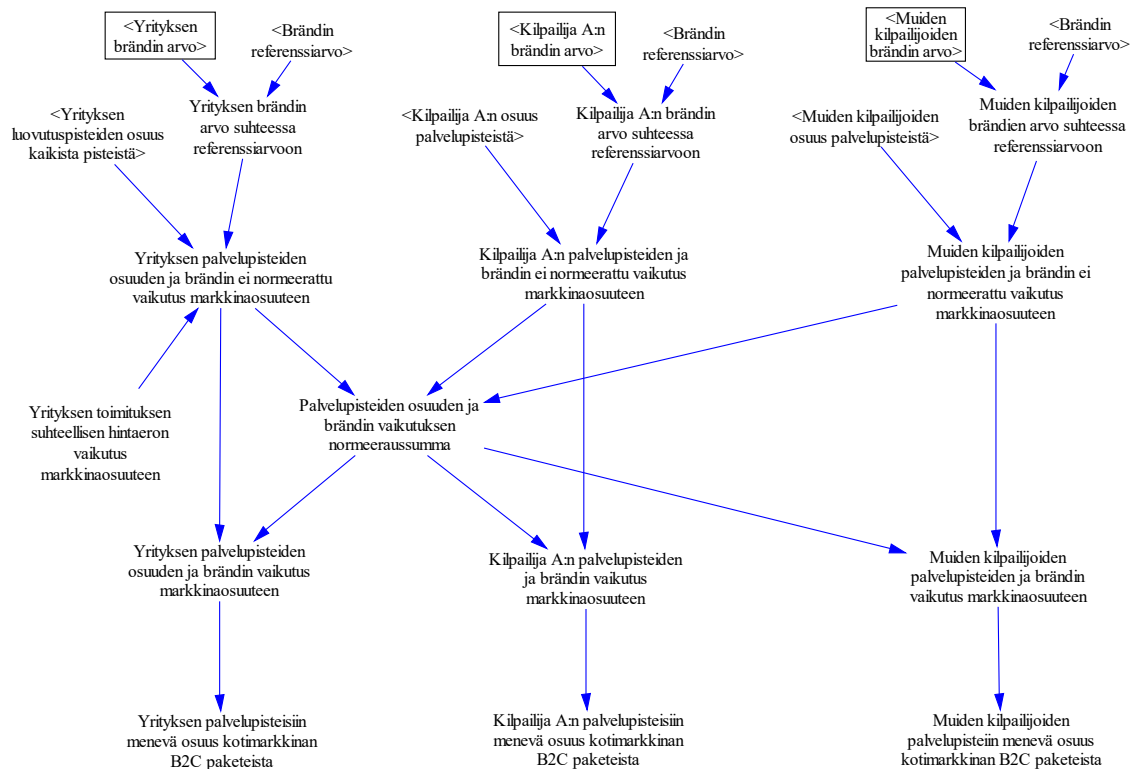 <Yrityksen
brändin arvo>
<Brändin
referenssiarvo>
<Kilpailija A:n
brändin arvo>
<Brändin
referenssiarvo>
<Muiden
kilpailijoiden
brändin arvo>
<Brändin
referenssiarvo>
<Yrityksen
luovutuspisteiden osuus
kaikista pisteistä>
Yrityksen brändin
arvo suhteessa
referenssiarvoon
<Kilpailija A:n osuus
palvelupisteistä>
Kilpailija A:n brändin
arvo suhteessa
referenssiarvoon
<Muiden kilpailijoiden
osuus palvelupisteistä>
Muiden kilpailijoiden
brändien arvo suhteessa
referenssiarvoon
Yrityksen palvelupisteiden
osuuden ja brändin ei normeerattu
vaikutus markkinaosuuteen
Kilpailija A:n palvelupisteiden ja
brändin ei normeerattu vaikutus
markkinaosuuteen
Muiden kilpailijoiden
palvelupisteiden ja brändin ei
normeerattu vaikutus
markkinaosuuteen
Yrityksen toimituksen
suhteellisen hintaeron
vaikutus
markkinaosuuteen
Palvelupisteiden osuuden ja
brändin vaikutuksen
normeeraussumma
Yrityksen palvelupisteiden
osuuden ja brändin vaikutus
markkinaosuuteen
Kilpailija A:n palvelupisteiden
ja brändin vaikutus
markkinaosuuteen
Muiden kilpailijoiden
palvelupisteiden ja brändin
vaikutus markkinaosuuteen
Yrityksen palvelupisteisiin
menevä osuus kotimarkkinan
B2C paketeista
Kilpailija A:n palvelupisteisiin
menevä osuus kotimarkkinan
B2C paketeista
Muiden kilpailijoiden
palvelupisteiin menevä osuus
kotimarkkinan B2C paketeista